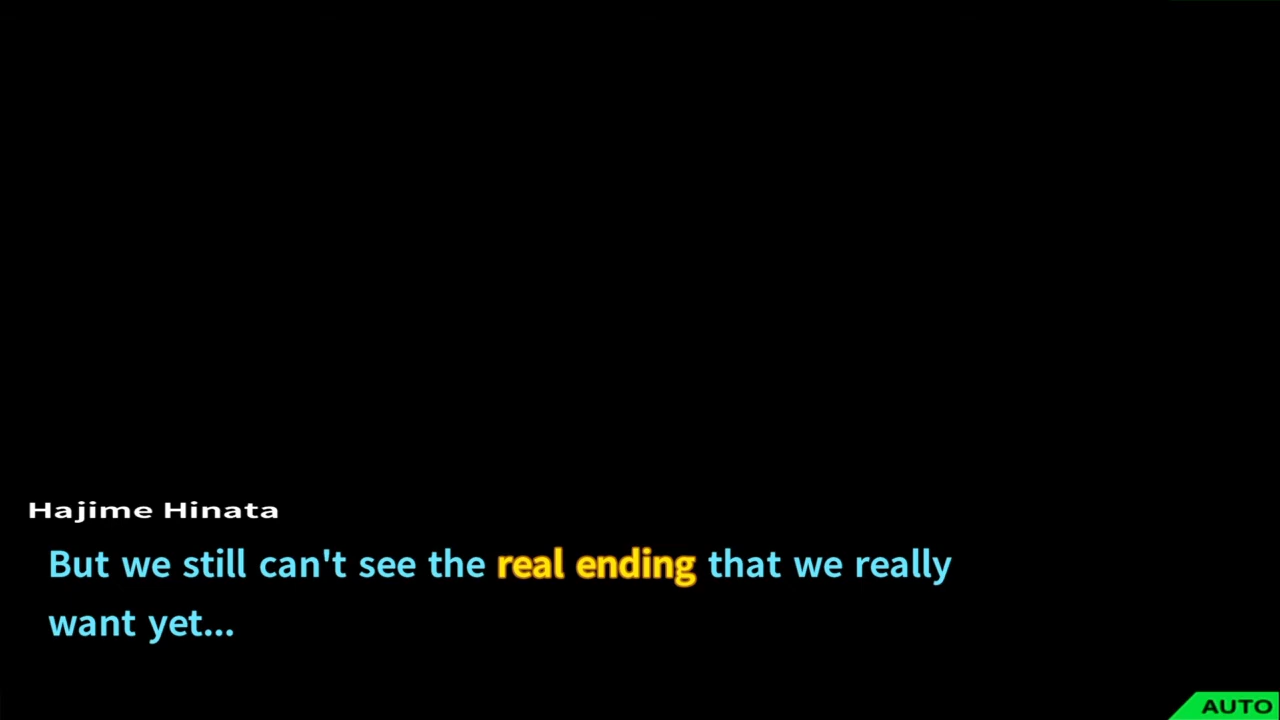 Hajime Hinata
But we still can't see the real ending that we really
want yet...
AUTO